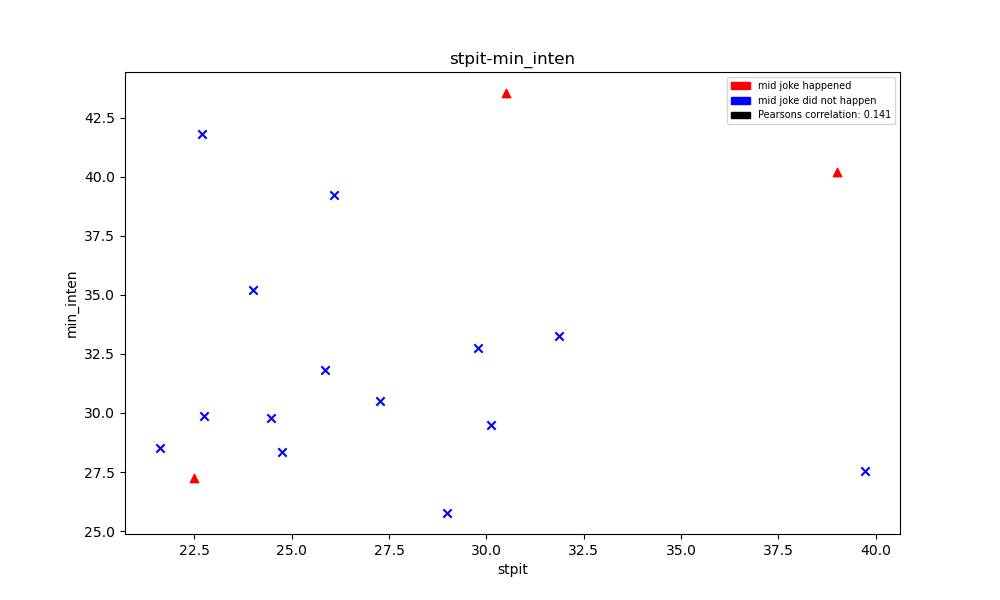 stpit-min_inten
mid joke happened
mid joke did not happen
Pearsons correlation: 0.141
42.5
40.0
37.5
35.0
32.5
30.0
27.5
25.0
min_inten
22.5 25.0 27.5 30.0 32.5 35.0 37.5 40.0
stpit